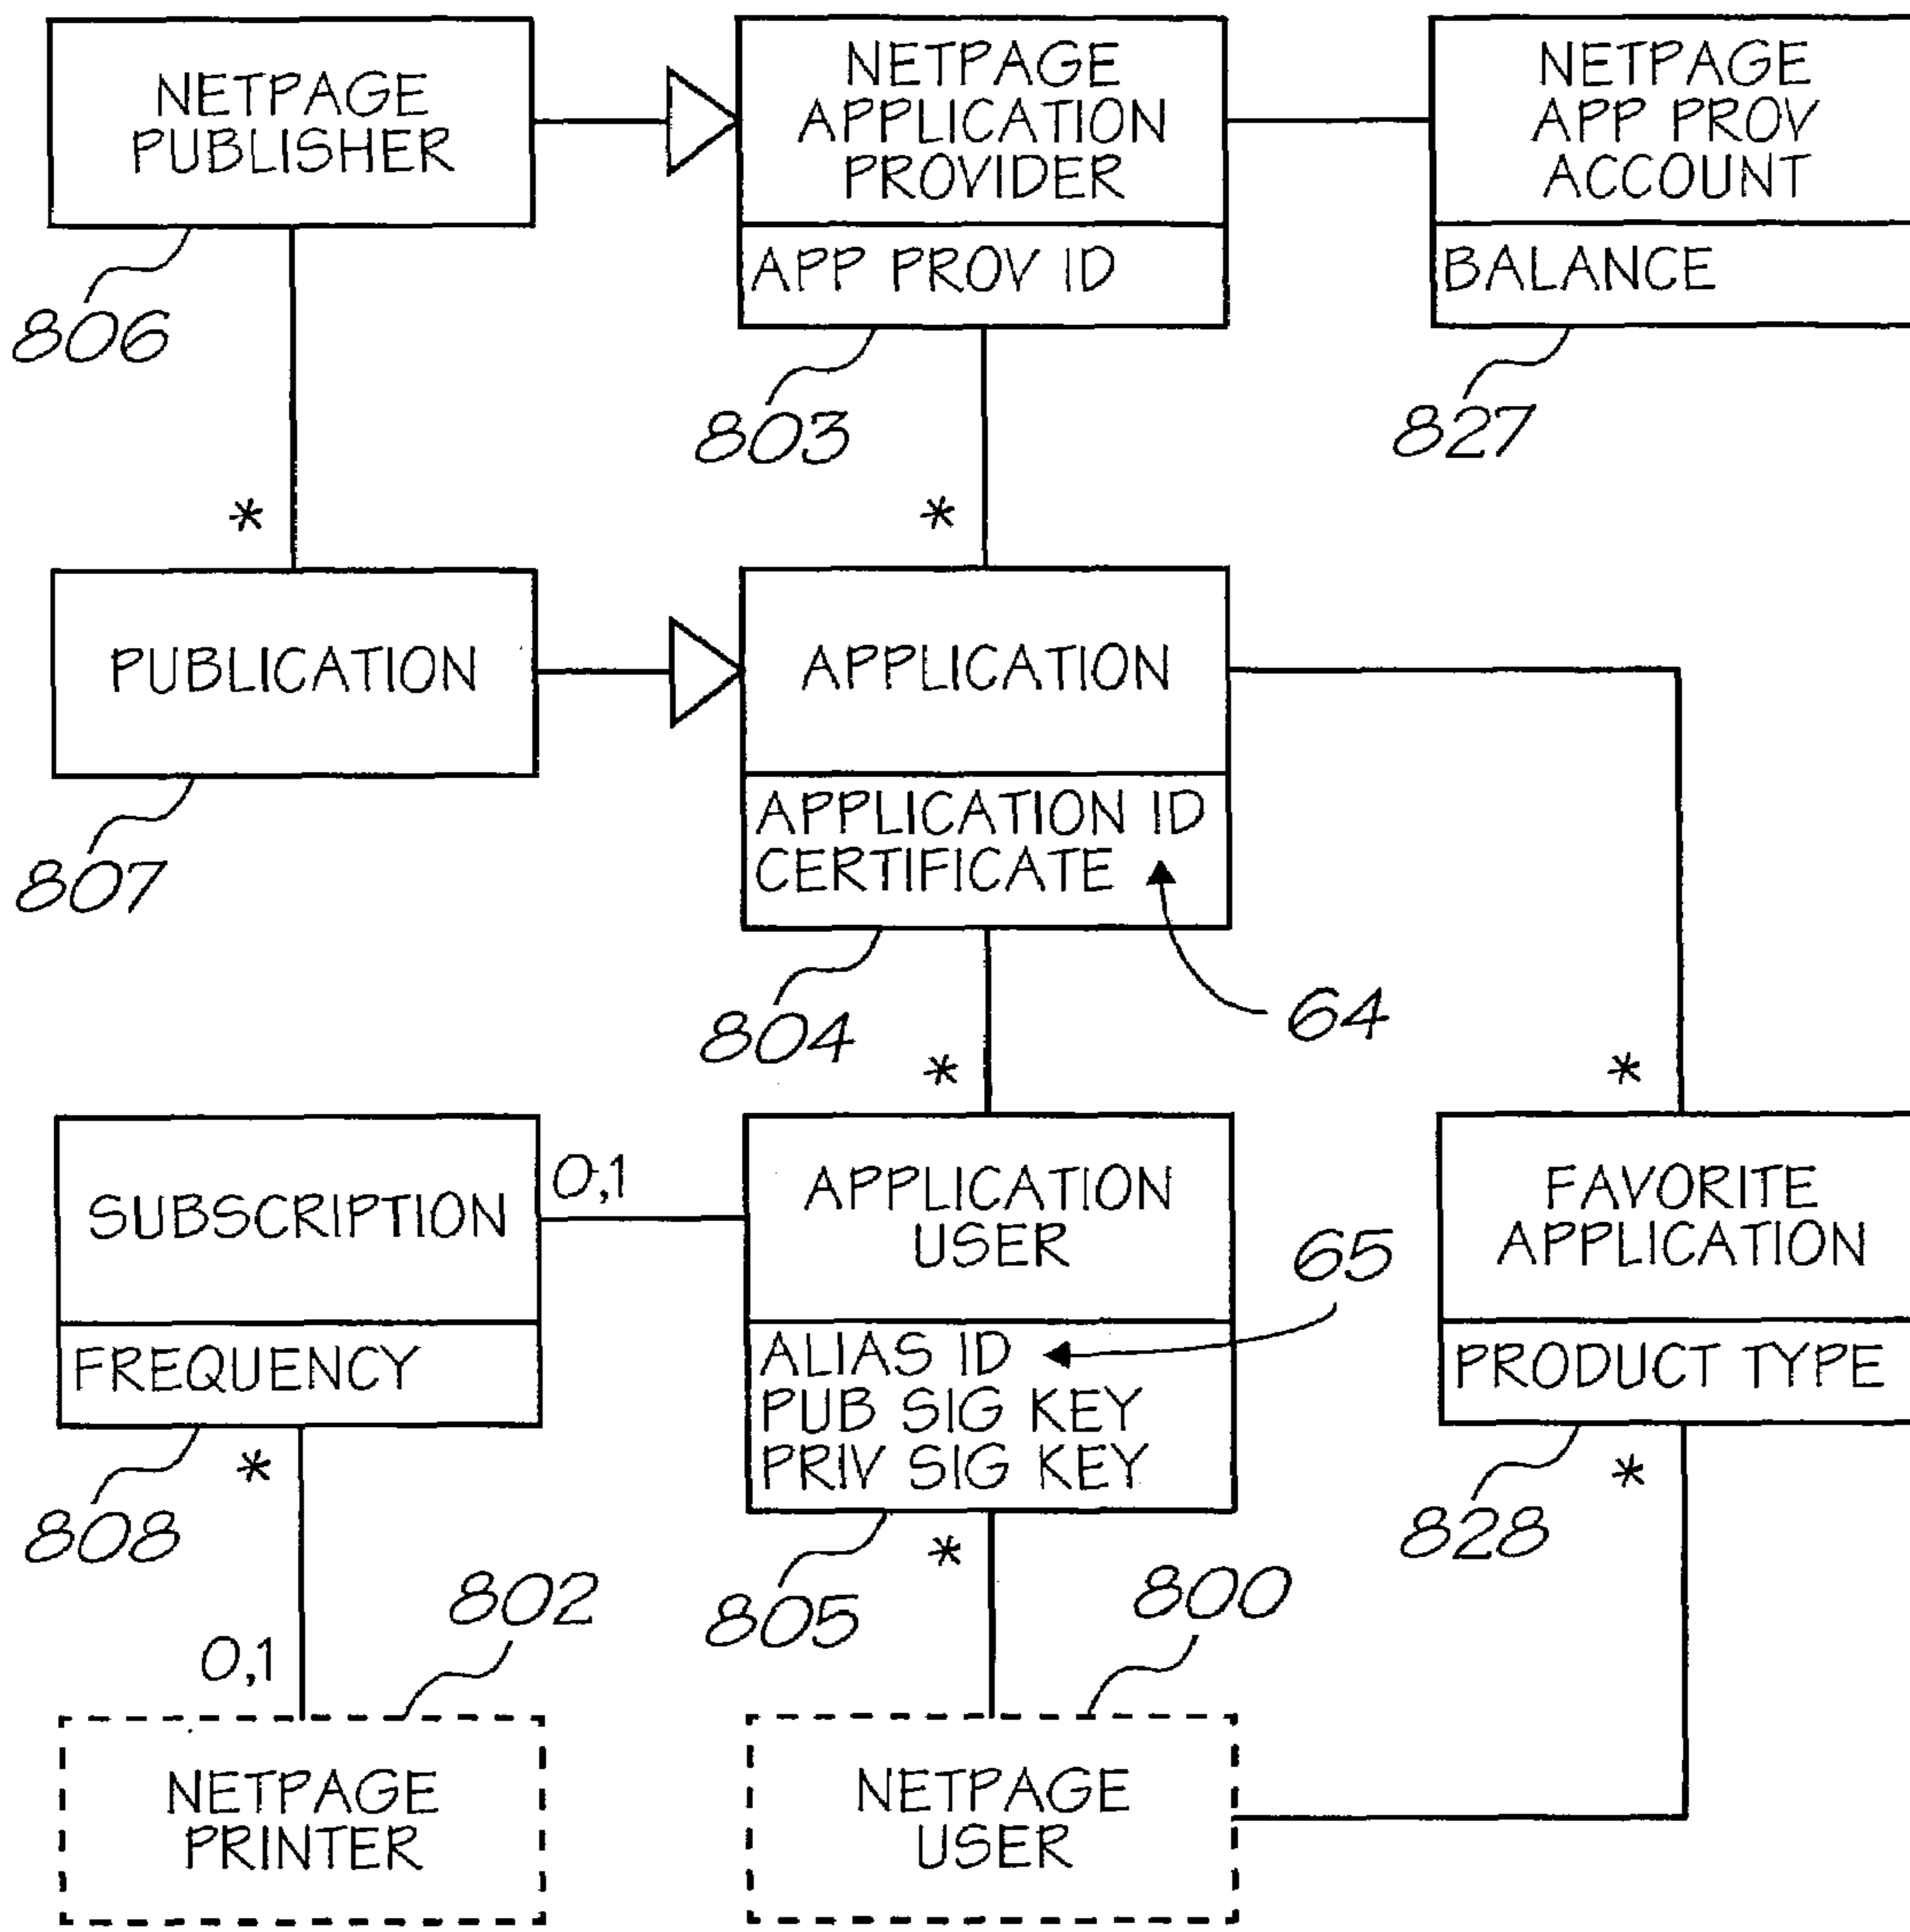 NETPAGE
PUBLISHER
806
NETPAGE
APPLICATION
PROVIDER
APP PROV ID
803
NETPAGE
APP PROV
ACCOUNT
BALANCE
827
*
*
PUBLICATION
807
APPLICATION
APPLICATION ID
CERTIFICATE
64
804
*
*
SUBSCRIPTION
FREQUENCY
0,1
808
*
APPLICATION
USER
ALIAS ID
PUB SIG KEY
PRIV SIG KEY
65
805
*
FAVORITE
APPLICATION
PRODUCT TYPE
828
*
802
0,1
800
NETPAGE
PRINTER
NETPAGE
USER